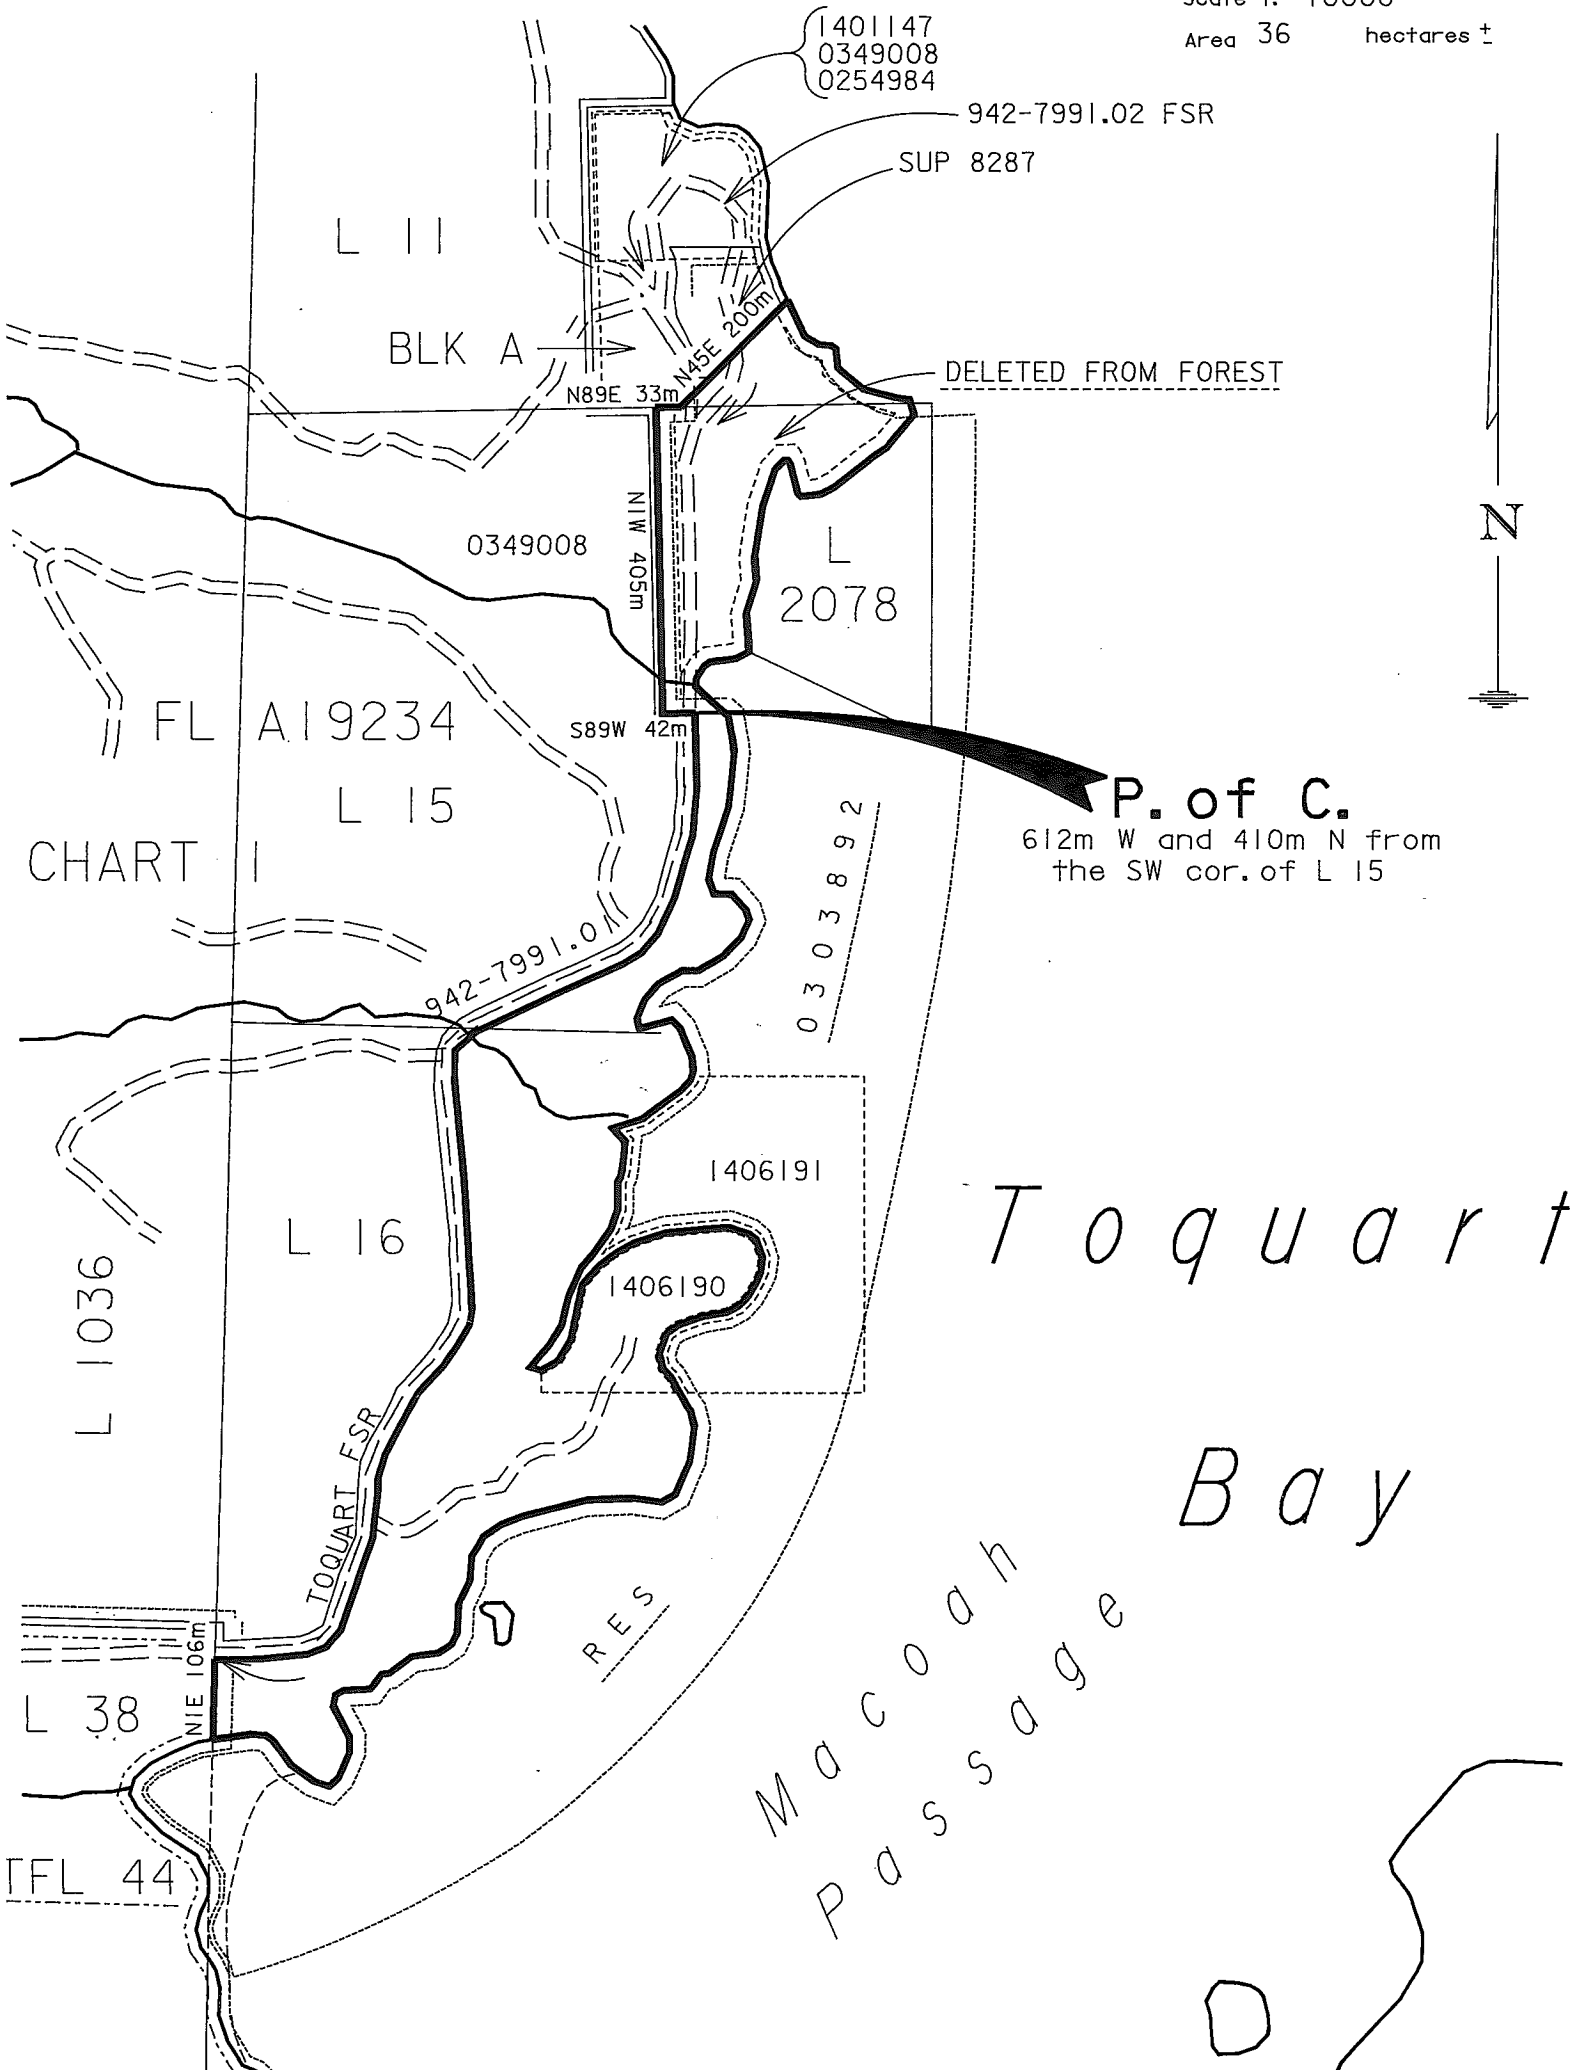 Area 36 hectares ±
1401147
0349008
0254984
942-7991.02 FSR
SUP 8287
L 11
BLK A
N45E 200m
N89E 33m
DELETED FROM FOREST
N1W 405m
0349008
L
2078
N
FL A19234
S89W 42m
L 15
CHART 1
P. of C.
612m W and 410m N from
the SW cor. of L 15
0303892
942-7991.01
1406191
L 16
1406190
L 1036
Toquart
Bay
TOQUART FSR
RES
Macoah
Passage
N1E 106m
L 38
TFL 44